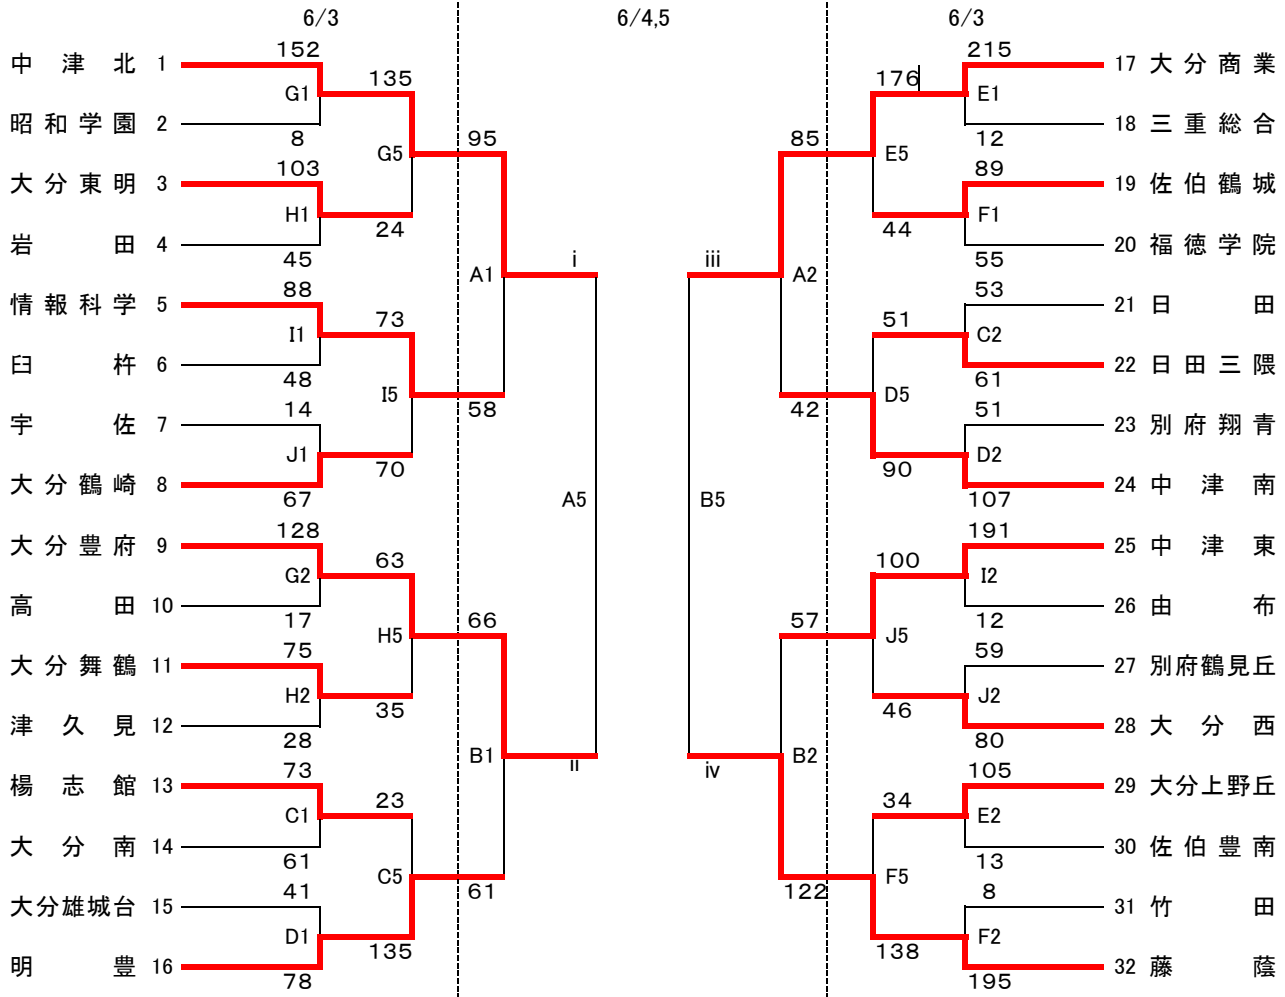 6/3 6/4,5 6/3
152 215
中津北 1 135 176 17 大分商業
G1 E1
昭和学園 2 18 三重総合
8 95 85 12
G5 E5
103 89
大分東明 3 19 佐伯鶴城
H1 F1
24 44
岩田 4 20 福徳学院
45 i iii 55
A1 A2
88 53
情報科学 5 21 日田
73 51
I1 C2
臼杵 6 22 日田三隈
48 61
I5 D5
14 58 42 51
宇佐 7 23 別府翔青
J1 D2
70 90
大分鶴崎 8 24 中津南
67 A5 B5 107
128 191
大分豊府 9 25 中津東
63 100
G2 I2
高田 10 26 由布
17 66 57 12
H5 J5
75 59
大分舞鶴 11 27 別府鶴見丘
H2 J2
35 46
津久見 12 28 大分西
28 80
B1 B2
73 ii iv 105
楊志館 13 29 大分上野丘
23 34
C1 E2
大分南 14 30 佐伯豊南
61 13
C5 F5
41 61 122 8
大分雄城台 15 31 竹田
D1 F2
135 138
明豊 16 32 藤蔭
78 195